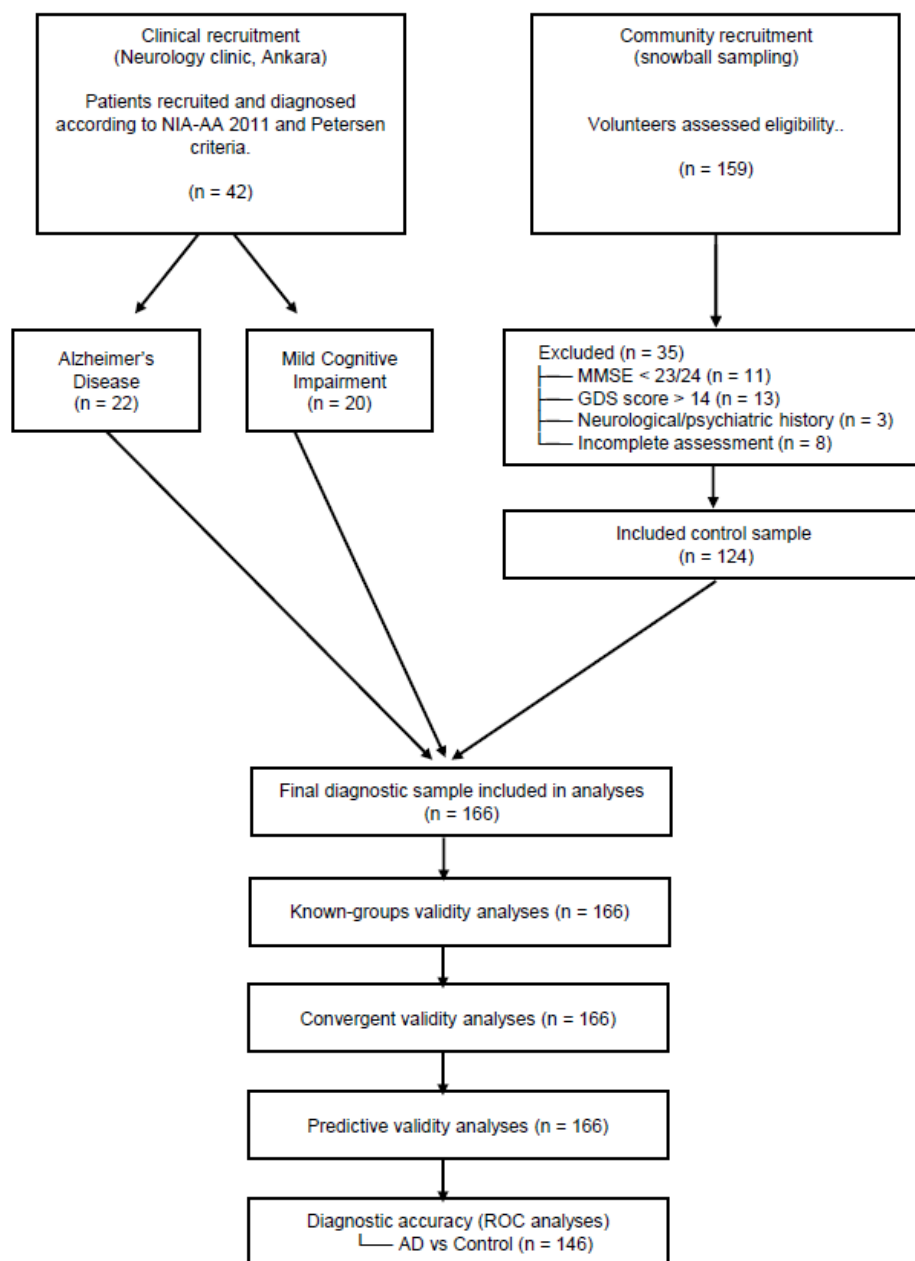 Clinical recruitment
(Neurology clinic, Ankara)
Patients recruited and diagnosed
according to NIA-AA 2011 and Petersen
criteria.
(n = 42)
Community recruitment
(snowball sampling)
Volunteers assessed eligibility..
(n = 159)
Alzheimer's
Disease
(n = 22)
Mild Cognitive
Impairment
(n = 20)
Excluded (n = 35)
MMSE < 23/24 (n = 11)
GDS score > 14 (n = 13)
Neurological/psychiatric history (n = 3)
Incomplete assessment (n = 8)
Included control sample
(n = 124)
Final diagnostic sample included in analyses
(n = 166)
Known-groups validity analyses (n = 166)
Convergent validity analyses (n = 166)
Predictive validity analyses (n = 166)
Diagnostic accuracy (ROC analyses)
AD vs Control (n = 146)